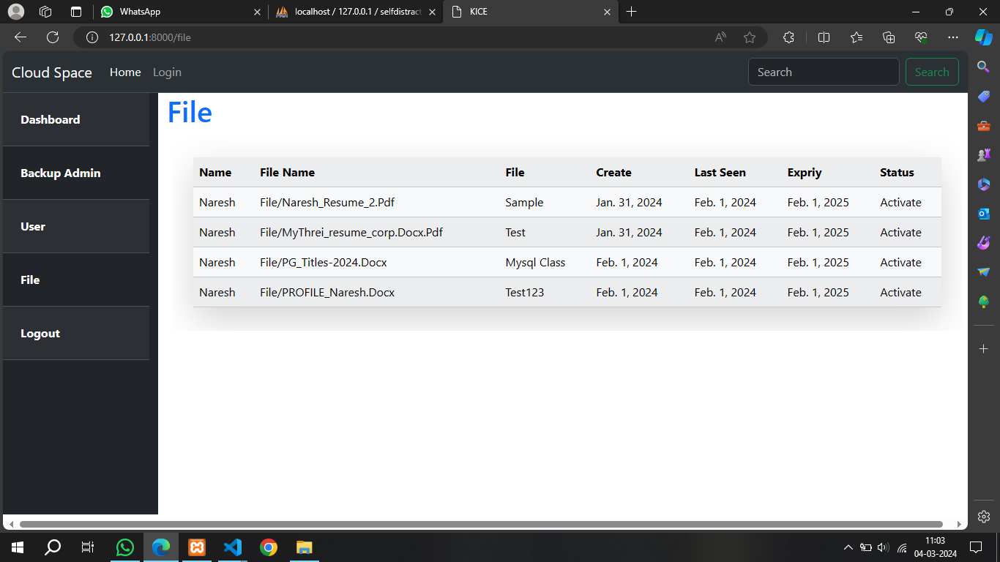 WhatsApp
localhost / 127.0.0.1 / selfdistract
KICE
127.0.0.1:8000/file
Cloud Space Home Login Search Search
Dashboard
Backup Admin
User
File
Logout
File
Name File Name File Create Last Seen Expriy Status
Naresh File/Naresh_Resume_2.Pdf Sample Jan. 31, 2024 Feb. 1, 2024 Feb. 1, 2025 Activate
Naresh File/MyThrei_resume_corp.Docx.Pdf Test Jan. 31, 2024 Feb. 1, 2024 Feb. 1, 2025 Activate
Naresh File/PG_Titles-2024.Docx Mysql Class Feb. 1, 2024 Feb. 1, 2024 Feb. 1, 2025 Activate
Naresh File/PROFILE_Naresh.Docx Test123 Feb. 1, 2024 Feb. 1, 2024 Feb. 1, 2025 Activate
11:03
04-03-2024